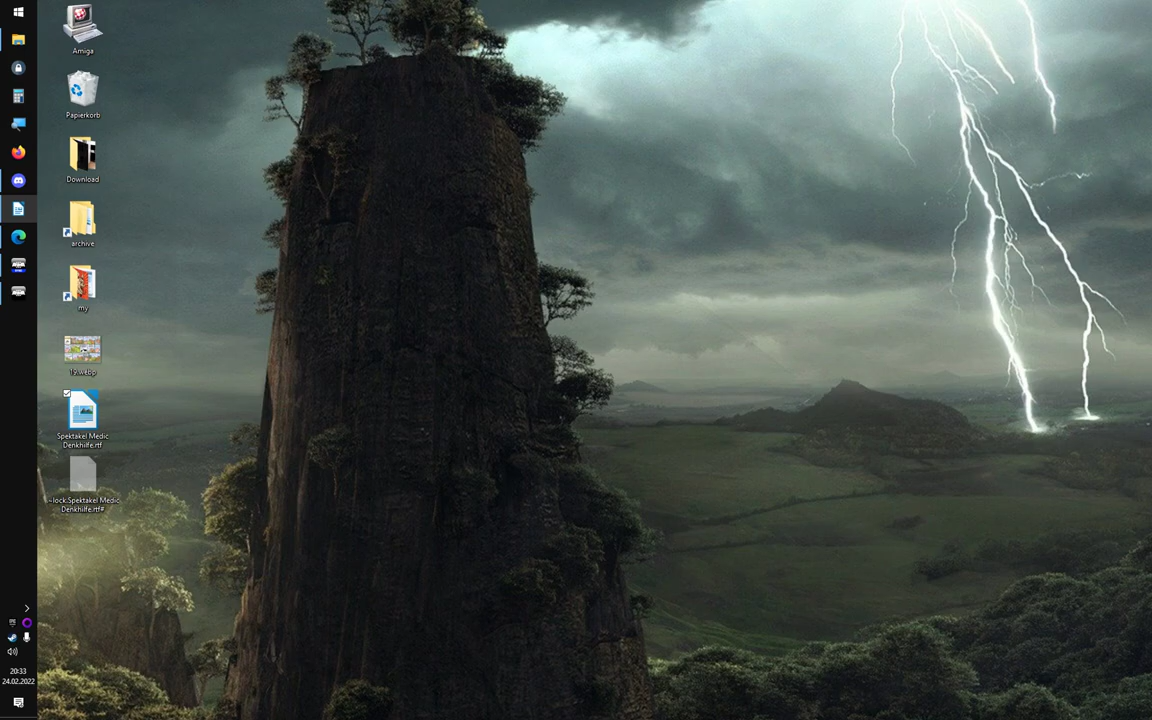 Amiga
Papierkorb
Download
archive
my
19.webp
Spektakel Medic
Denkhilfe.rtf
~lock.Spektakel Medic
Denkhilfe.rtf#
20:33
24.02.2022